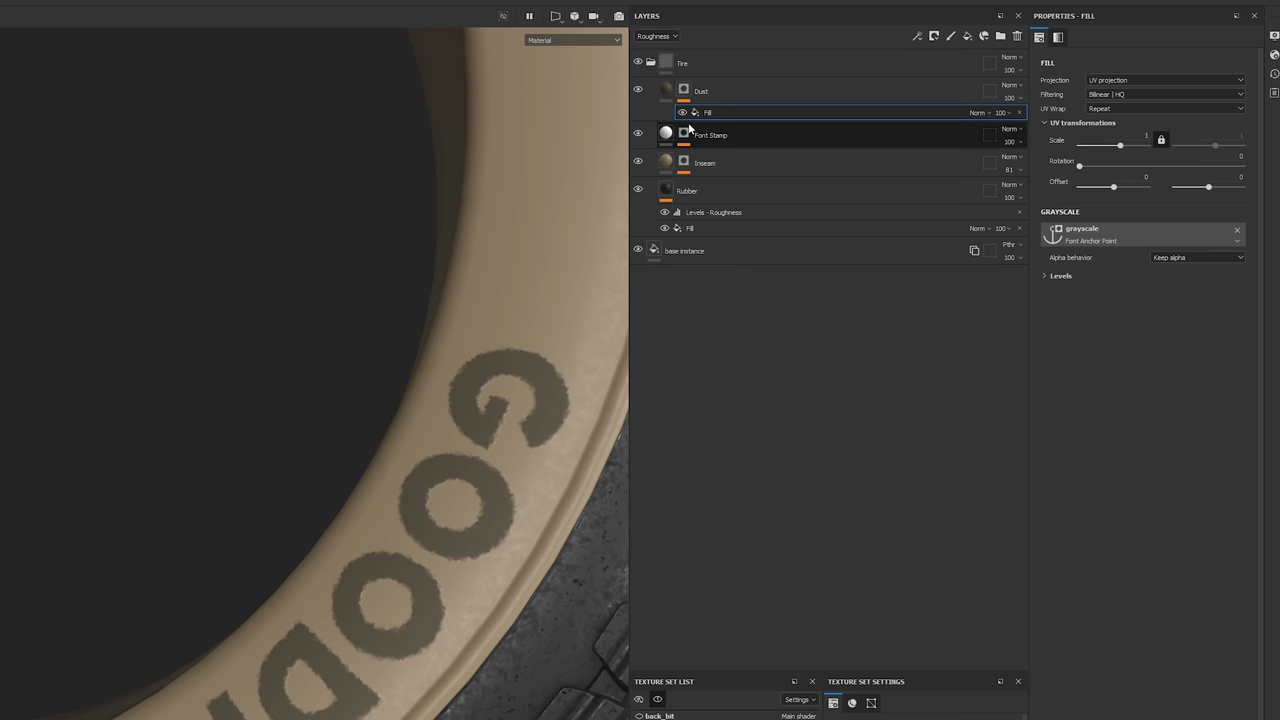 LAYERS
PROPERTIES - FILL
Roughness
Material
Tire
Norm
100
Dust
Norm
100
Fill
Norm
100
Font Stamp
Norm
100
Inseam
Norm
81
Rubber
Norm
100
Levels - Roughness
Fill
Norm
100
base instance
Pthr
100
FILL
Projection
UV projection
Filtering
Bilinear | HQ
UV Wrap
Repeat
UV transformations
Scale
1
Rotation
0
Offset
0
0
GRAYSCALE
grayscale
Font Anchor Point
Alpha behavior
Keep alpha
Levels
GOOD
TEXTURE SET LIST
TEXTURE SET SETTINGS
Settings
back_bit
Main shader